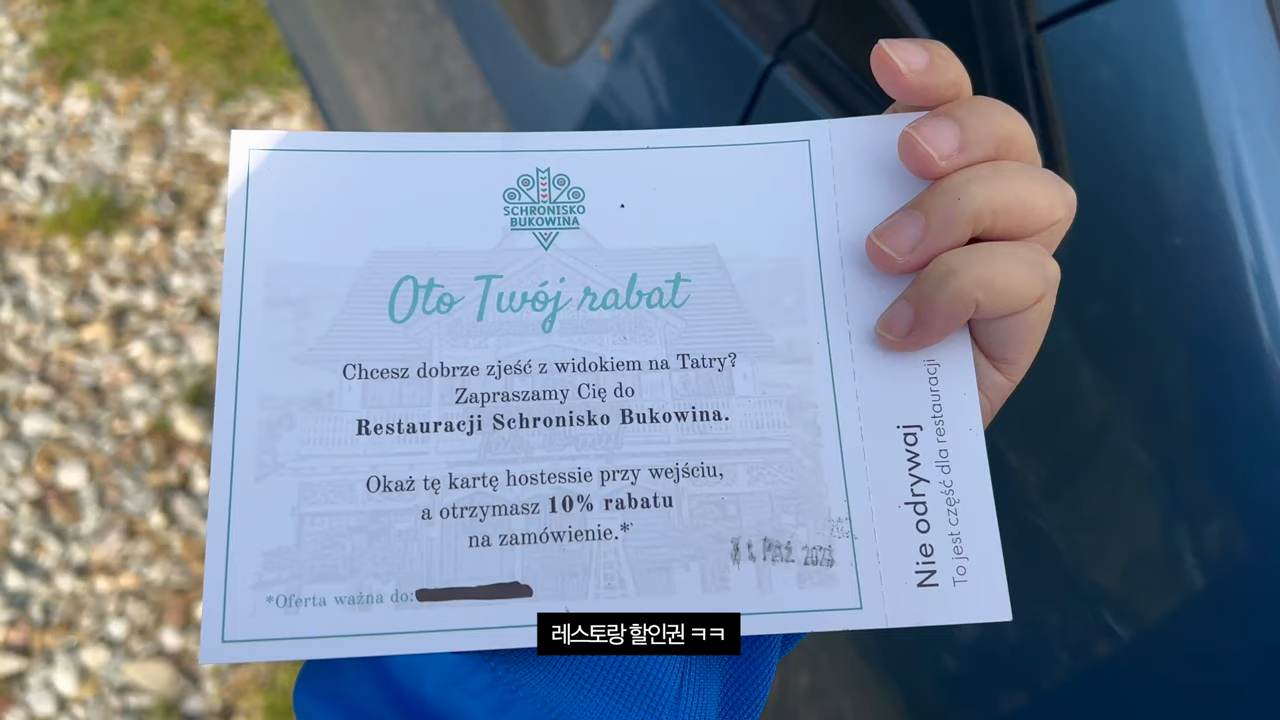 SCHRONISKO
BUKOWINA
Oto Twój rabat
Chcesz dobrze zjeść z widokiem na Tatry?
Zapraszamy Cię do
Restauracji Schronisko Bukowina.
Okaż tę kartę hostessie przy wejściu,
a otrzymasz 10% rabatu
na zamówienie.*
*Oferta ważna do:
Nie odrywaj
To jest część dla restauracji
레스토랑 할인권 ㅋㅋ